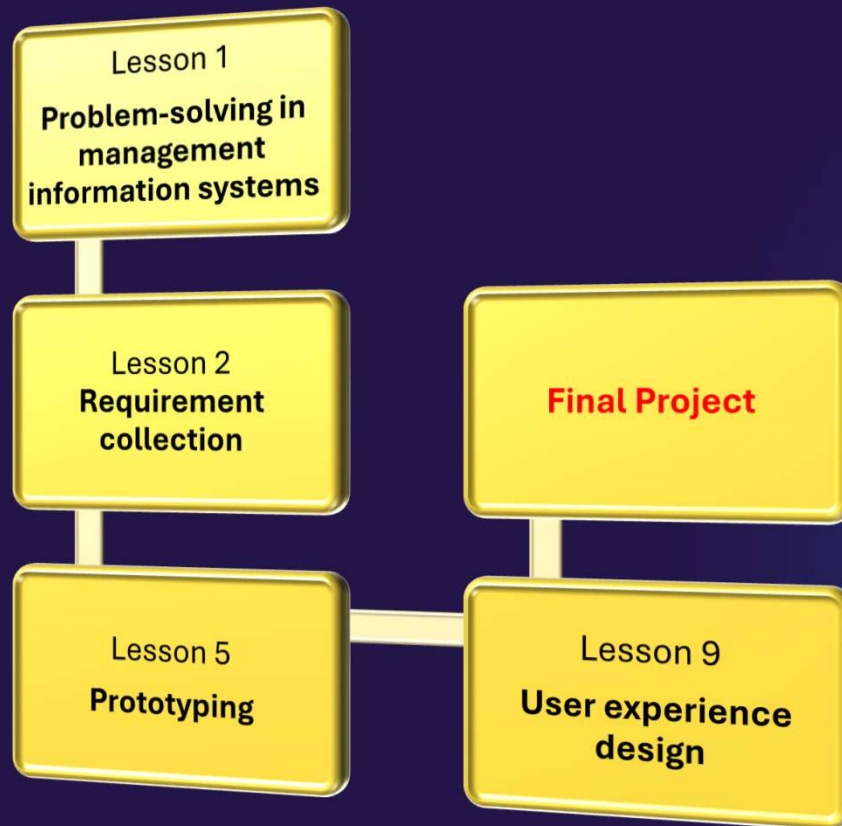 Lesson 1
Problem-solving in
management
information systems
Lesson 2
Requirement
collection
Lesson 5
Prototyping
Lesson 9
User experience
design
Final Project